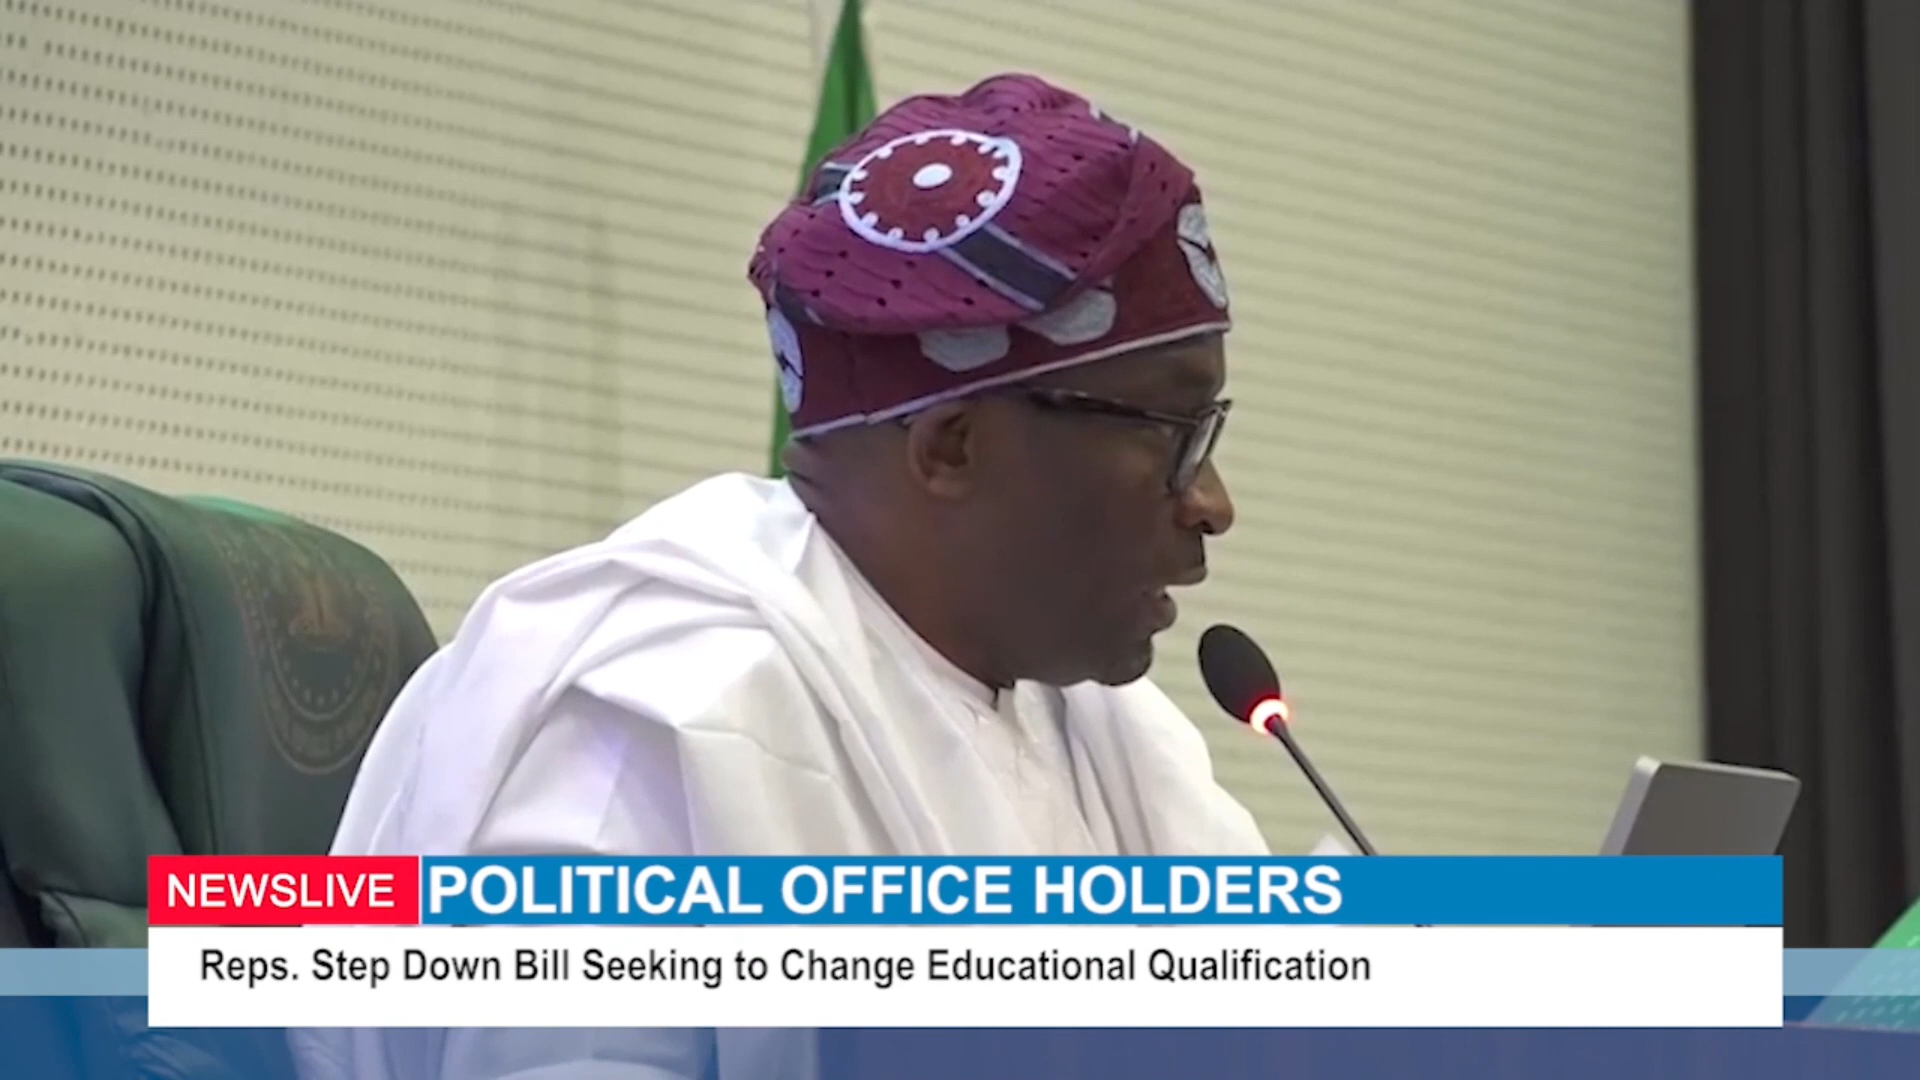 NEWSLIVE POLITICAL OFFICE HOLDERS
Reps. Step Down Bill Seeking to Change Educational Qualification